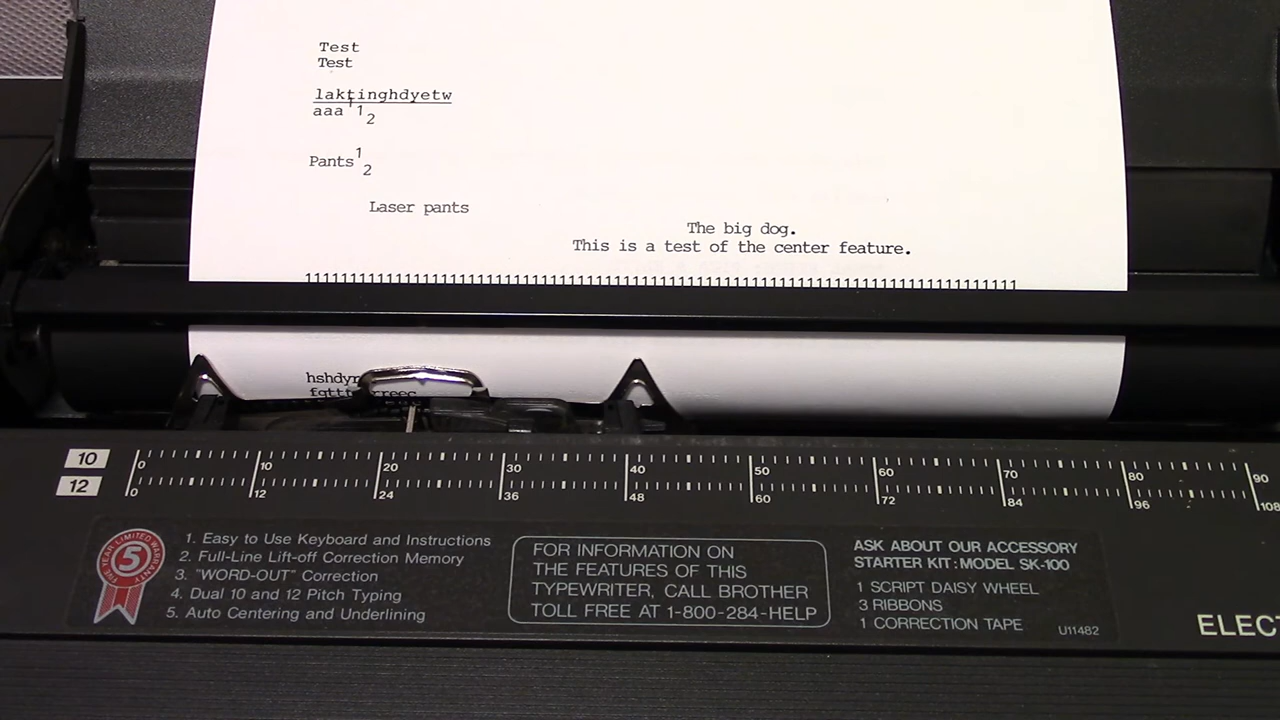 Test
Test
laktinghdyetw
aaa 1 2
Pants 1 2
Laser pants
The big dog.
This is a test of the center feature.
hshdyr
10 0 10 20 30 40 50 60 70 80 90
12 0 12 24 36 48 60 72 84 96 108
FIVE YEAR LIMITED WARRANTY
5
1. Easy to Use Keyboard and Instructions
2. Full-Line Lift-off Correction Memory
3. "WORD-OUT" Correction
4. Dual 10 and 12 Pitch Typing
5. Auto Centering and Underlining
FOR INFORMATION ON
THE FEATURES OF THIS
TYPEWRITER, CALL BROTHER
TOLL FREE AT 1-800-284-HELP
ASK ABOUT OUR ACCESSORY
STARTER KIT: MODEL SK-100
1 SCRIPT DAISY WHEEL
3 RIBBONS
1 CORRECTION TAPE
U11482
ELEC